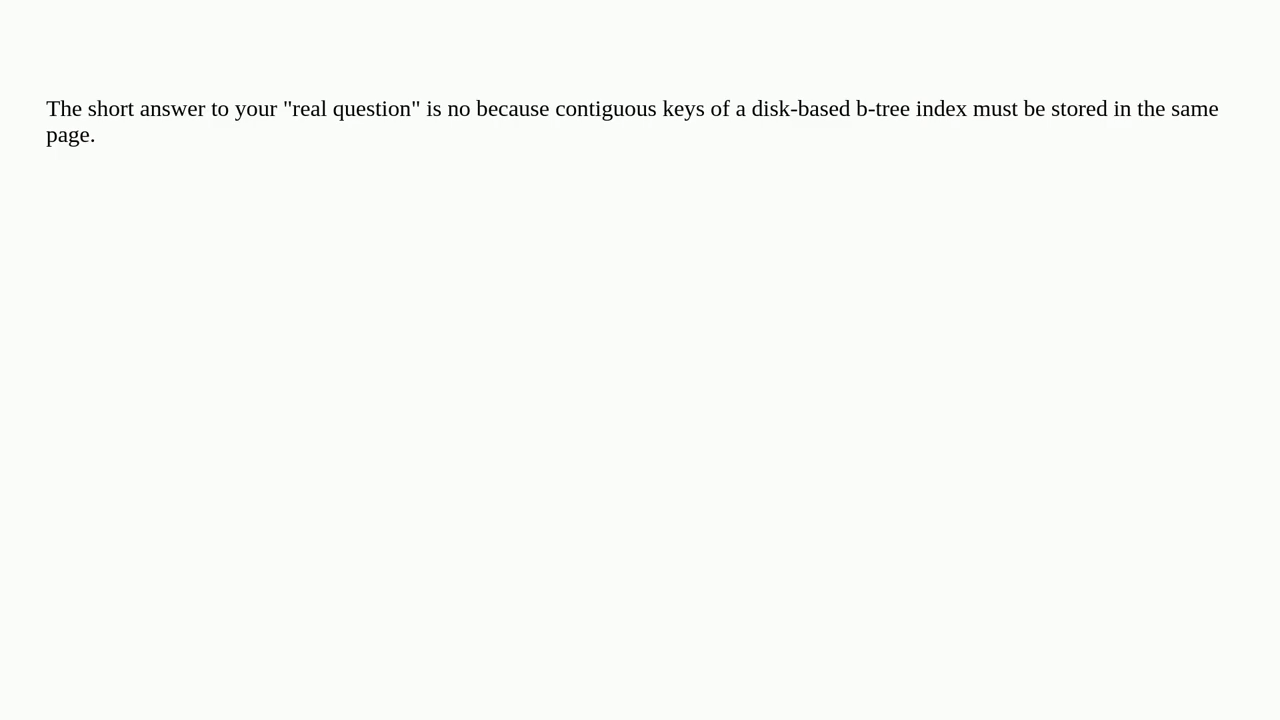 The short answer to your "real question" is no because contiguous keys of a disk-based b-tree index must be stored in the same
page.